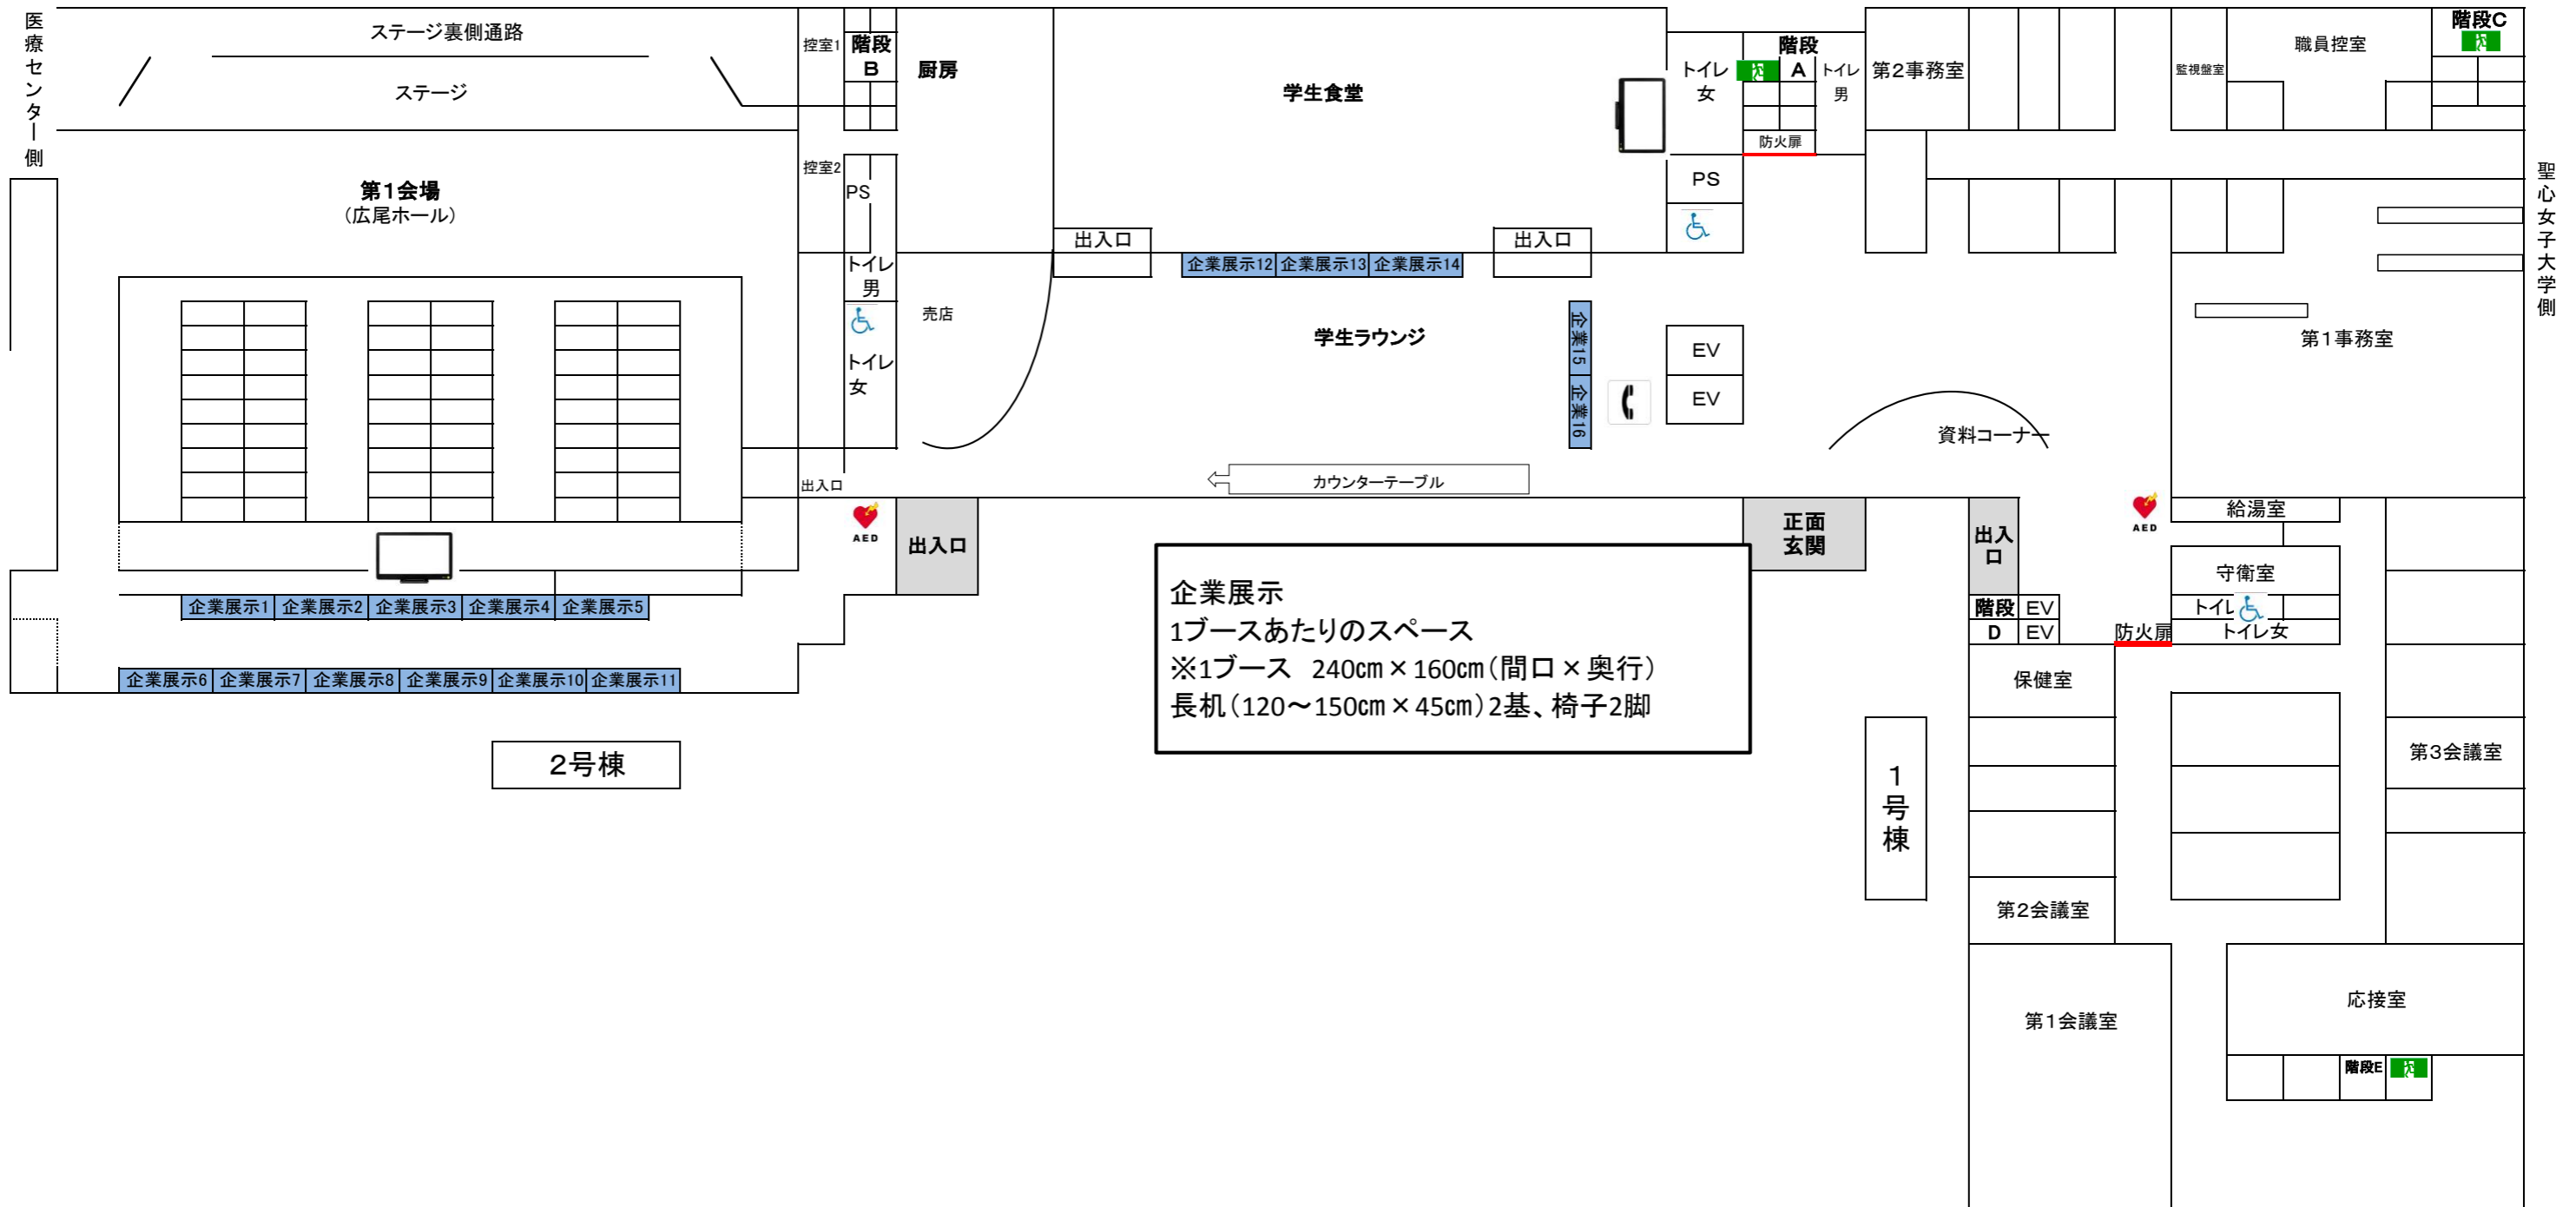 医療センター側
ステージ裏側通路
ステージ
控室1
階段
B
厨房
学生食堂
トイレ
女
階段
A
トイレ
男
防火扉
第2事務室
監視盤室
職員控室
階段C
第1会場
(広尾ホール)
控室2
PS
PS
聖心女子大学側
出入口
出入口
企業展示12
企業展示13
企業展示14
トイレ
男
トイレ
女
売店
学生ラウンジ
企業15
企業16
EV
EV
第1事務室
資料コーナー
出入口
カウンターテーブル
AED
出入口
正面
玄関
出入
口
AED
給湯室
守衛室
トイレ
トイレ女
階段
D
EV
EV
防火扉
企業展示1
企業展示2
企業展示3
企業展示4
企業展示5
企業展示6
企業展示7
企業展示8
企業展示9
企業展示10
企業展示11
企業展示
1ブースあたりのスペース
※1ブース 240cm×160cm(間口×奥行)
長机(120~150cm×45cm)2基、椅子2脚
保健室
2号棟
1号棟
第3会議室
第2会議室
第1会議室
応接室
階段E